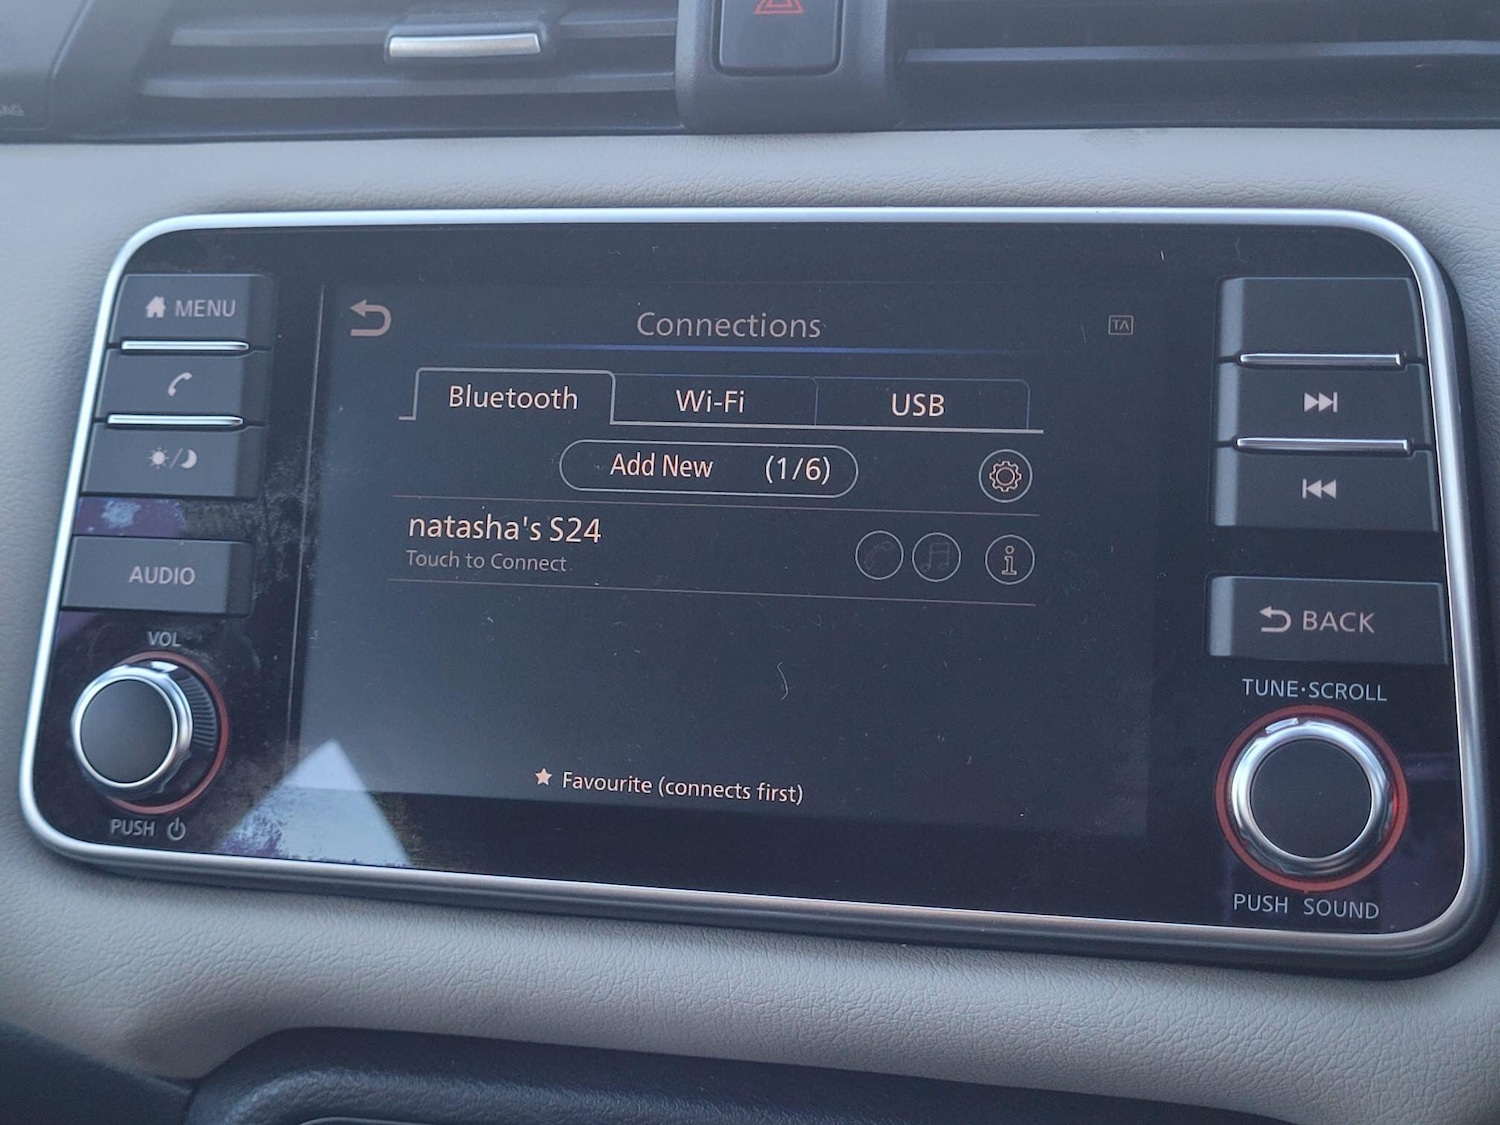 MENU
AUDIO
VOL
PUSH
Connections
TA
Bluetooth
Wi-Fi
USB
Add New (1/6)
natasha's S24
Touch to Connect
Favourite (connects first)
BACK
TUNE·SCROLL
PUSH SOUND